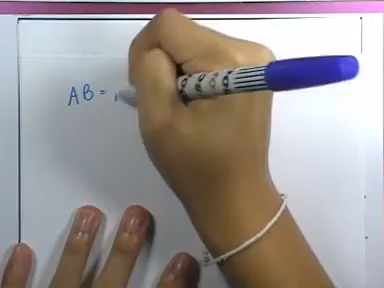 AB =